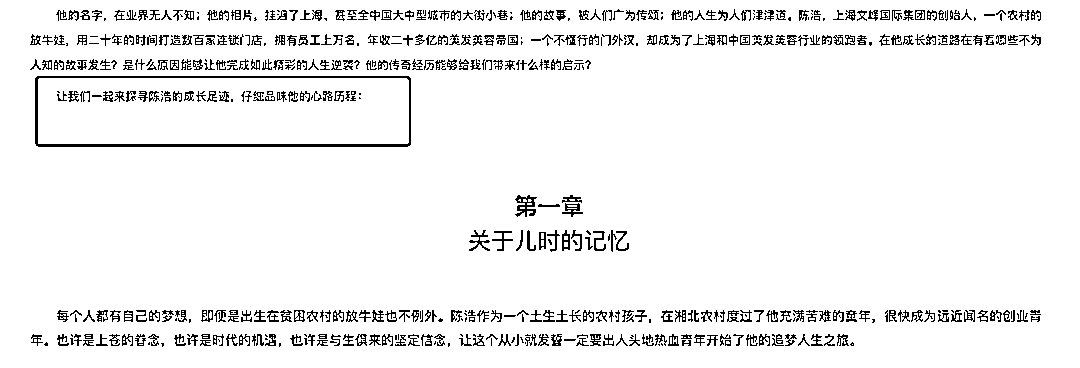 他的名字，在业界无人不知；他的相片，挂遍了上海、甚至全中国大中型城市的大街小巷；他的故事，被人们广为传颂；他的人生为人们津津道。陈浩，上海文峰国际集团的创始人，一个农村的
放牛娃，用二十年的时间打造数百家连锁门店，拥有员工上万名，年收二十多亿的美发美容帝国；一个不懂行的门外汉，却成为了上海和中国美发美容行业的领跑者。在他成长的道路在有着哪些不为
人知的故事发生？是什么原因能够让他完成如此精彩的人生逆袭？他的传奇经历能够给我们带来什么样的启示？
让我们一起来探寻陈浩的成长足迹，仔细品味他的心路历程：
第一章
关于儿时的记忆
每个人都有自己的梦想，即便是出生在贫困农村的放牛娃也不例外。陈浩作为一个土生土长的农村孩子，在湘北农村度过了他充满苦难的童年，很快成为远近闻名的创业青
年。也许是上苍的眷念，也许是时代的机遇，也许是与生俱来的坚定信念，让这个从小就发誓一定要出人头地热血青年开始了他的追梦人生之旅。